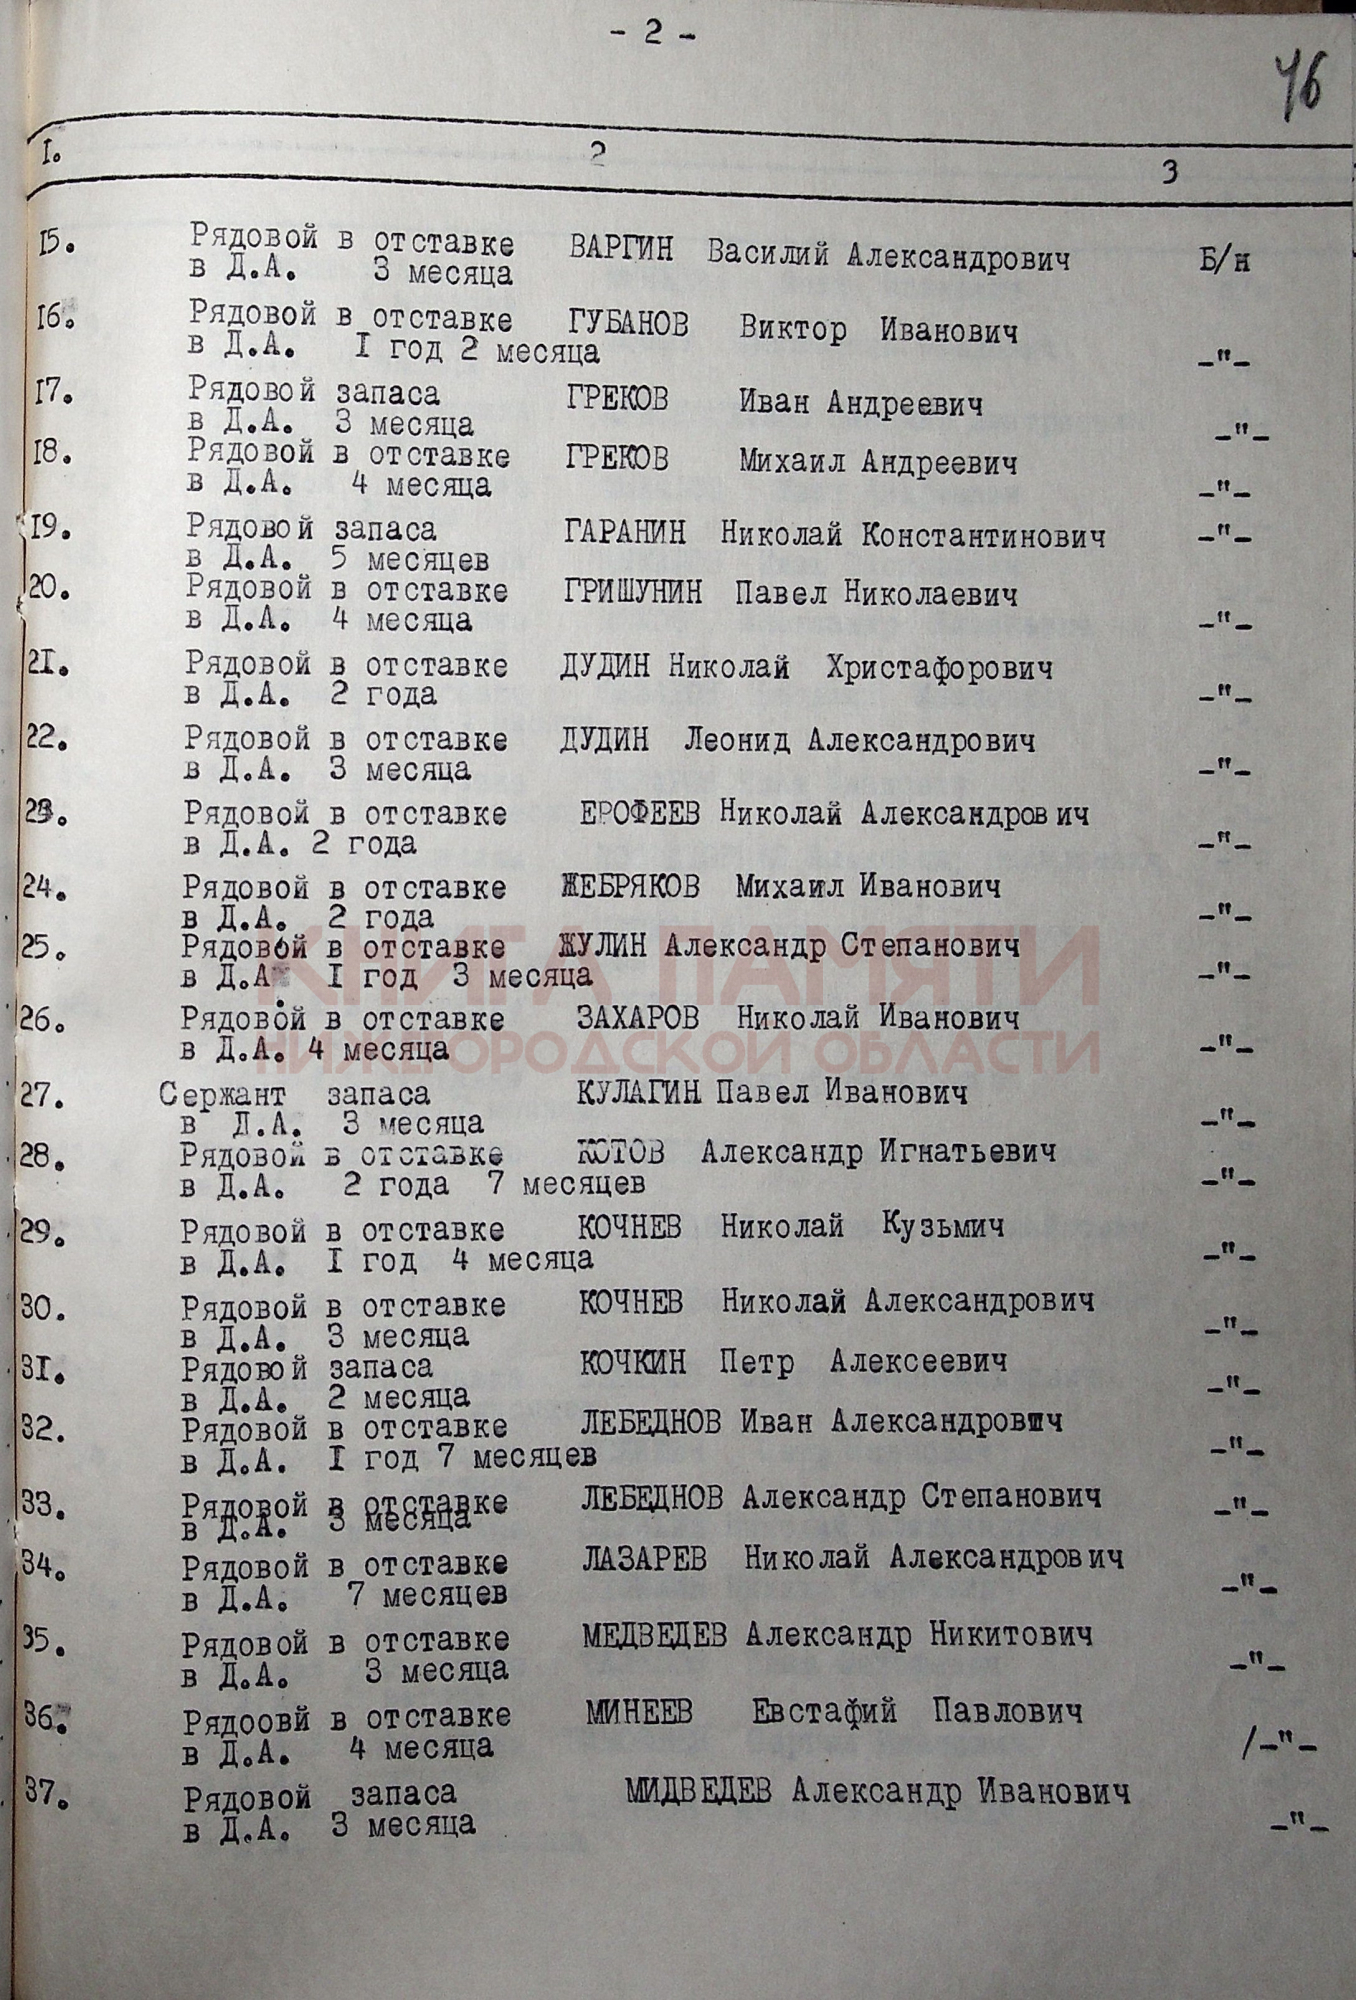 - 2 -
46
I. 2 3
15. Рядовой в отставке ВАРГИН Василий Александрович Б/н
в Д.А. 3 месяца
16. Рядовой в отставке ГУБАНОВ Виктор Иванович
в Д.А. I год 2 месяца -"-
17. Рядовой запаса ГРЕКОВ Иван Андреевич
в Д.А. 3 месяца -"-
18. Рядовой в отставке ГРЕКОВ Михаил Андреевич
в Д.А. 4 месяца -"-
19. Рядовой запаса ГАРАНИН Николай Константинович -"-
в Д.А. 5 месяцев
20. Рядовой в отставке ГРИШУНИН Павел Николаевич
в Д.А. 4 месяца -"-
21. Рядовой в отставке ДУДИН Николай Христафорович
в Д.А. 2 года -"-
22. Рядовой в отставке ДУДИН Леонид Александрович
в Д.А. 3 месяца -"-
23. Рядовой в отставке ЕРОФЕЕВ Николай Александрович
в Д.А. 2 года -"-
24. Рядовой в отставке ЖЕБРЯКОВ Михаил Иванович
в Д.А. 2 года -"-
25. Рядовой в отставке ЖУЛИН Александр Степанович
в Д.А. I год 3 месяца -"-
КНИГА ПАМЯТИ
26. Рядовой в отставке ЗАХАРОВ Николай Иванович
в Д.А. 4 месяца -"-
НИЖЕГОРОДСКОЙ ОБЛАСТИ
27. Сержант запаса КУЛАГИН Павел Иванович
в Д.А. 3 месяца -"-
28. Рядовой в отставке КОТОВ Александр Игнатьевич
в Д.А. 2 года 7 месяцев -"-
29. Рядовой в отставке КОЧНЕВ Николай Кузьмич
в Д.А. I год 4 месяца -"-
30. Рядовой в отставке КОЧНЕВ Николай Александрович
в Д.А. 3 месяца -"-
31. Рядовой запаса КОЧКИН Петр Алексеевич
в Д.А. 2 месяца -"-
32. Рядовой в отставке ЛЕБЕДНОВ Иван Александрович
в Д.А. I год 7 месяцев -"-
33. Рядовой в отставке ЛЕБЕДНОВ Александр Степанович -"-
в Д.А. 3 месяца
34. Рядовой в отставке ЛАЗАРЕВ Николай Александрович
в Д.А. 7 месяцев -"-
35. Рядовой в отставке МЕДВЕДЕВ Александр Никитович
в Д.А. 3 месяца -"-
36. Рядоовй в отставке МИНЕЕВ Евстафий Павлович
в Д.А. 4 месяца /-"-
37. Рядовой запаса МИДВЕДЕВ Александр Иванович
в Д.А. 3 месяца -"-